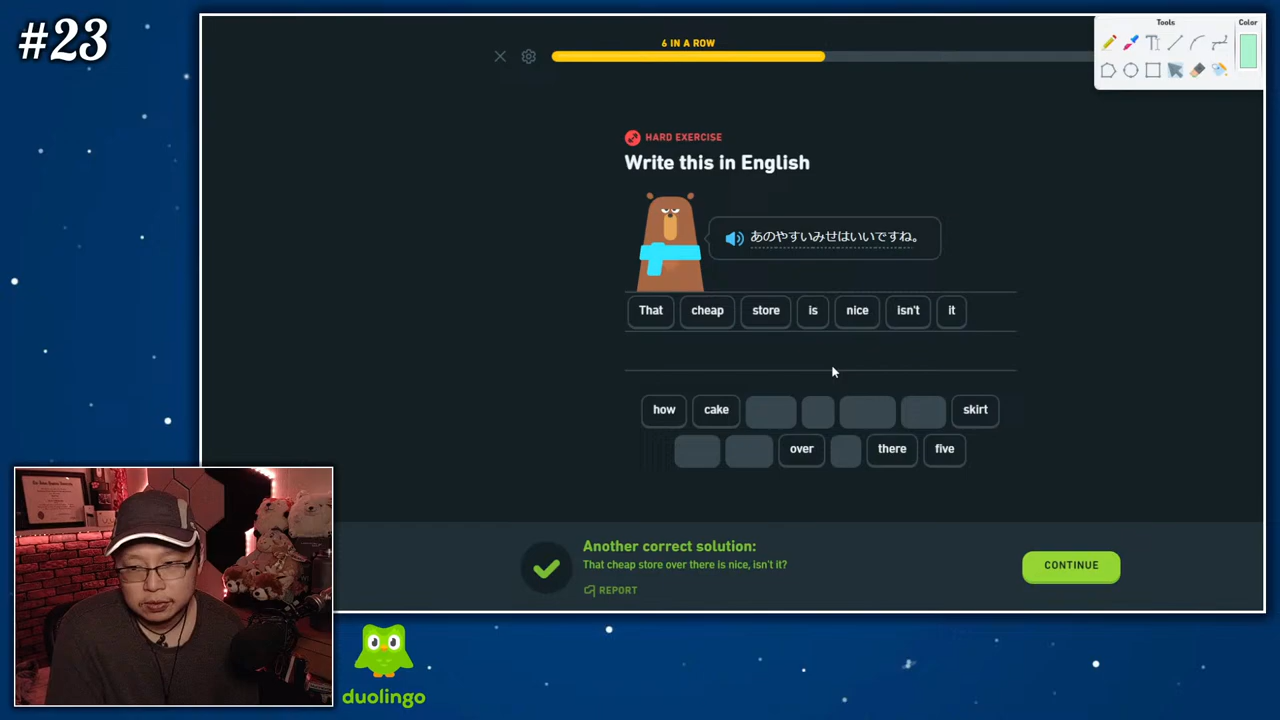 #23
6 IN A ROW
Tools
Color
HARD EXERCISE
Write this in English
あのやすいみせはいいですね。
That cheap store is nice isn't it
how cake skirt
over there five
Another correct solution:
That cheap store over there is nice, isn't it?
REPORT
CONTINUE
duolingo